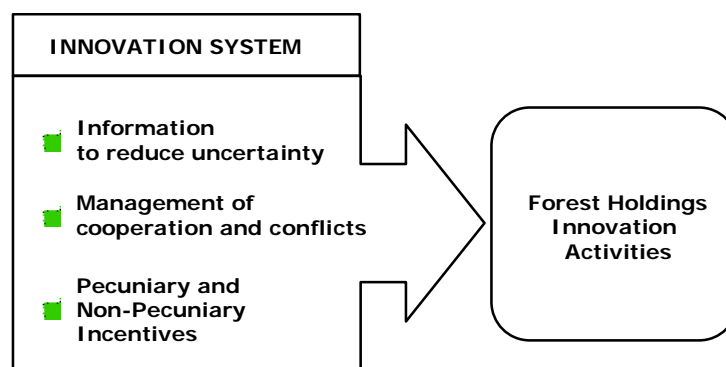 INNOVATION SYSTEM
Information
to reduce uncertainty
Management of
cooperation and conflicts
Pecuniary and
Non-Pecuniary
Incentives
Forest Holdings
Innovation
Activities